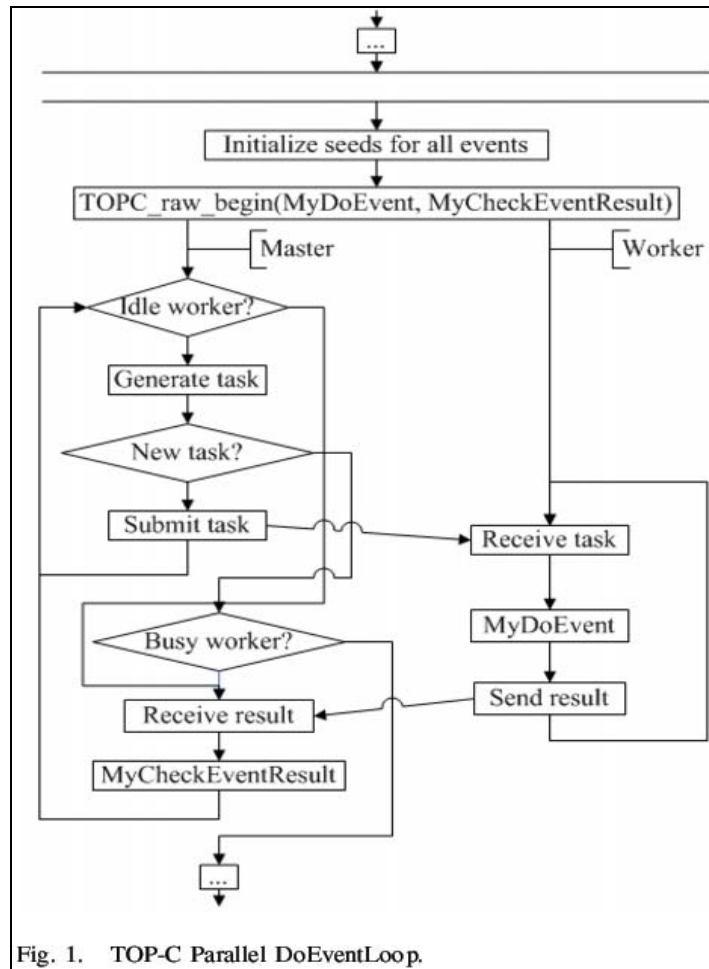 ...
Initialize seeds for all events
TOPC_raw_begin(MyDoEvent, MyCheckEventResult)
Master
Worker
Idle worker?
Generate task
New task?
Submit task
Receive task
MyDoEvent
Busy worker?
Send result
Receive result
MyCheckEventResult
...
Fig. 1. TOP-C Parallel DoEventLoop.